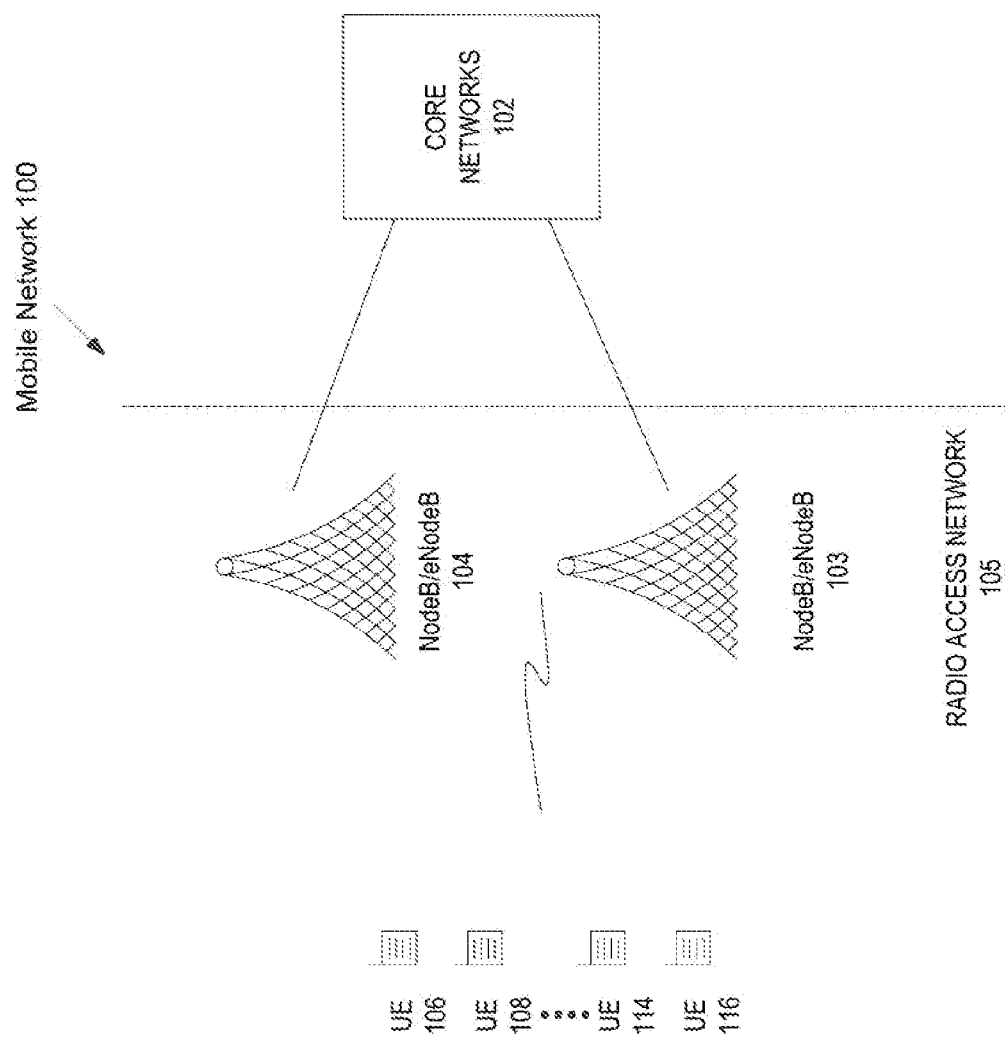 Mobile Network 100
CORE
NETWORKS
102
NodeB/eNodeB
104
NodeB/eNodeB
103
RADIO ACCESS NETWORK
105
UE
106
UE
108
UE
114
UE
116